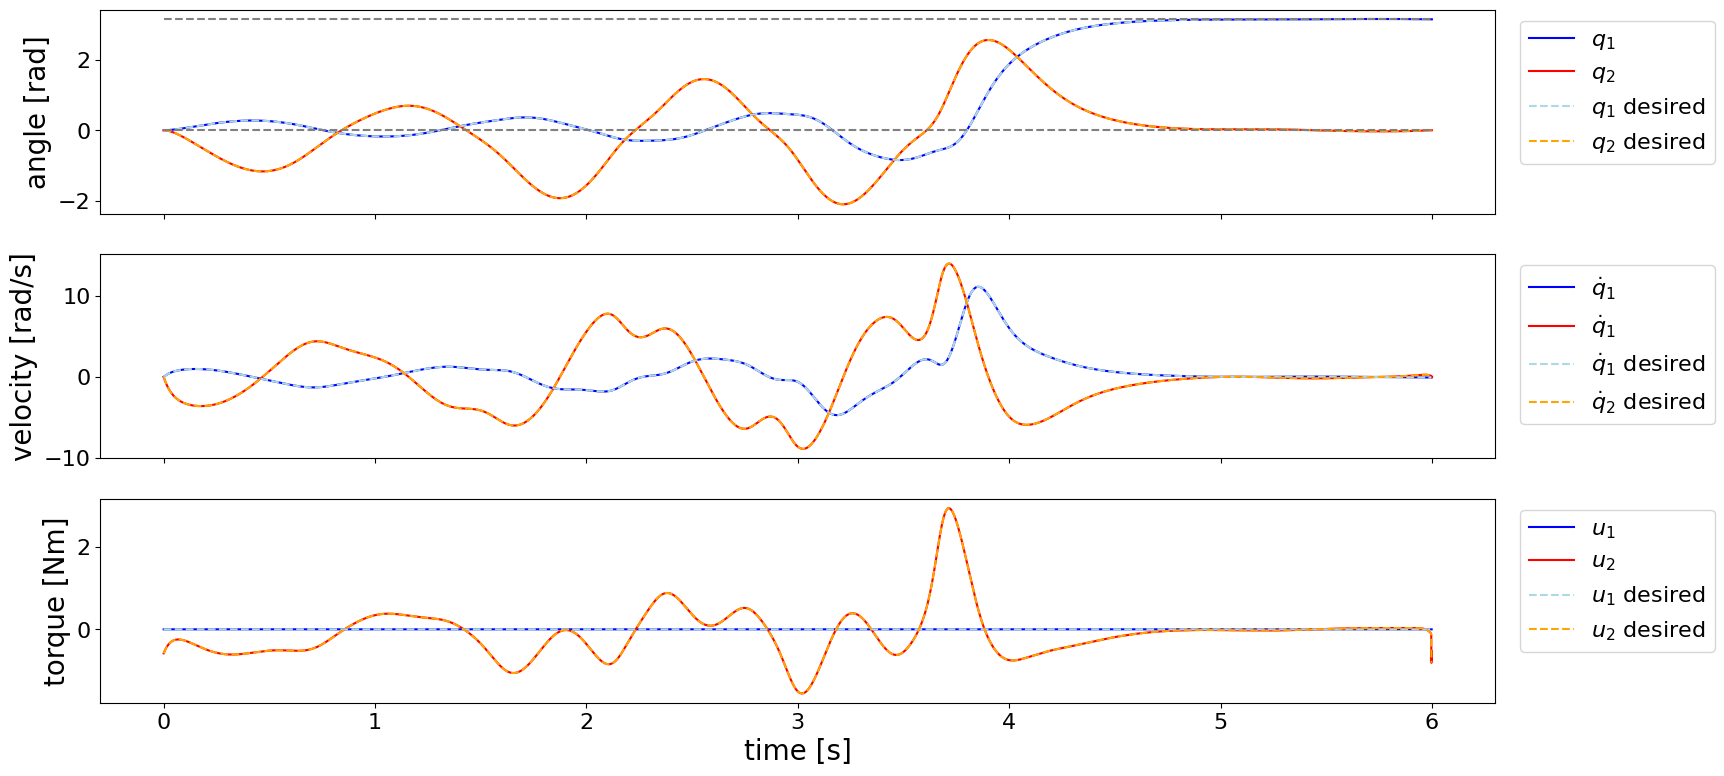 angle [rad]
2
0
−2
q₁
q₂
q₁ desired
q₂ desired
velocity [rad/s]
10
0
−10
q̇₁
q̇₁
q̇₁ desired
q̇₂ desired
torque [Nm]
2
0
u₁
u₂
u₁ desired
u₂ desired
0 1 2 3 4 5 6
time [s]